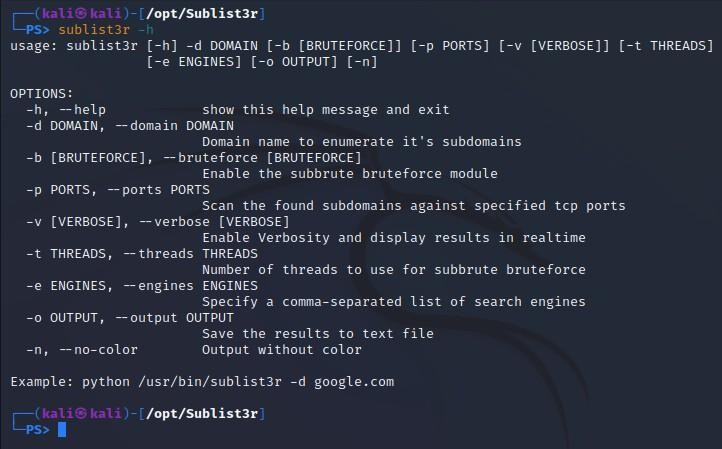 ┌──(kali㉿kali)-[/opt/Sublist3r]
└─PS> sublist3r -h
usage: sublist3r [-h] -d DOMAIN [-b [BRUTEFORCE]] [-p PORTS] [-v [VERBOSE]] [-t THREADS]
                 [-e ENGINES] [-o OUTPUT] [-n]

OPTIONS:
  -h, --help            show this help message and exit
  -d DOMAIN, --domain DOMAIN
                        Domain name to enumerate it's subdomains
  -b [BRUTEFORCE], --bruteforce [BRUTEFORCE]
                        Enable the subbrute bruteforce module
  -p PORTS, --ports PORTS
                        Scan the found subdomains against specified tcp ports
  -v [VERBOSE], --verbose [VERBOSE]
                        Enable Verbosity and display results in realtime
  -t THREADS, --threads THREADS
                        Number of threads to use for subbrute bruteforce
  -e ENGINES, --engines ENGINES
                        Specify a comma-separated list of search engines
  -o OUTPUT, --output OUTPUT
                        Save the results to text file
  -n, --no-color        Output without color

Example: python /usr/bin/sublist3r -d google.com

┌──(kali㉿kali)-[/opt/Sublist3r]
└─PS>